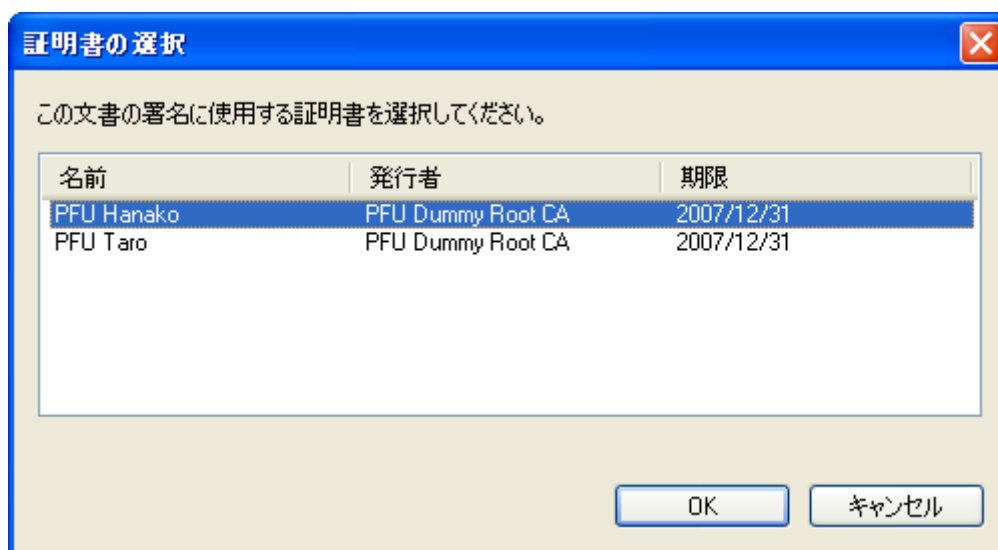 証明書の選択
この文書の署名に使用する証明書を選択してください。
名前 発行者 期限
PFU Hanako PFU Dummy Root CA 2007/12/31
PFU Taro PFU Dummy Root CA 2007/12/31
OK キャンセル